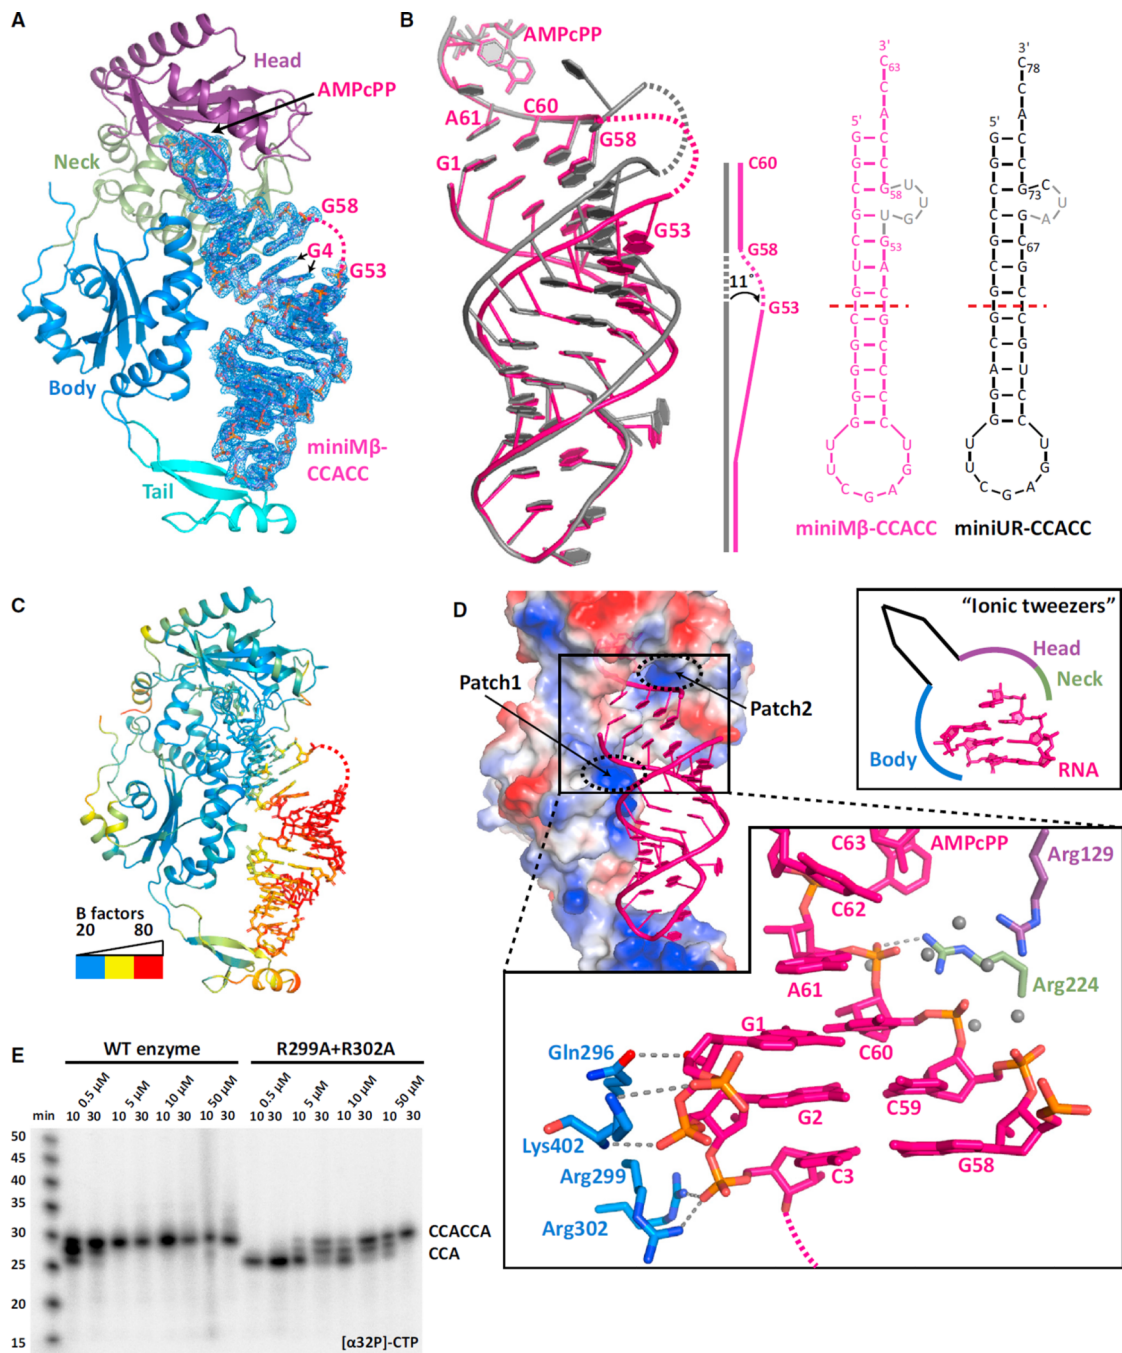 A
Head
AMPcPP
Neck
G58
G4
G53
Body
miniMβ-
CCACC
Tail
B
AMPcPP
A61
C60
G58
G1
G53
C60
G58
11°
G53
3'
C63
C
A
C
C
5'
G G58 U
G U
C G
G U
C G53
U A
G C
C G
G C
G C
G C
G U
U G
U A
C G
miniMβ-CCACC
3'
C78
C
A
C
C
5'
G G73 C
G U
C A
C G
G C67
C G
G C
G C
C G
A U
G C
G C
G U
U G
U A
C G
miniUR-CCACC
C
B factors
20 80
D
Patch1
Patch2
"Ionic tweezers"
Head
Neck
Body
RNA
C63
AMPcPP
Arg129
C62
A61
Arg224
G1
C60
Gln296
G2
C59
Lys402
Arg299
C3
G58
Arg302
E
WT enzyme R299A+R302A
0.5 µM 5 µM 10 µM 50 µM 0.5 µM 5 µM 10 µM 50 µM
min 10 30 10 30 10 30 10 30 10 30 10 30 10 30 10 30
50
45
40
35
30
CCACCA
CCA
25
20
15
[α32P]-CTP